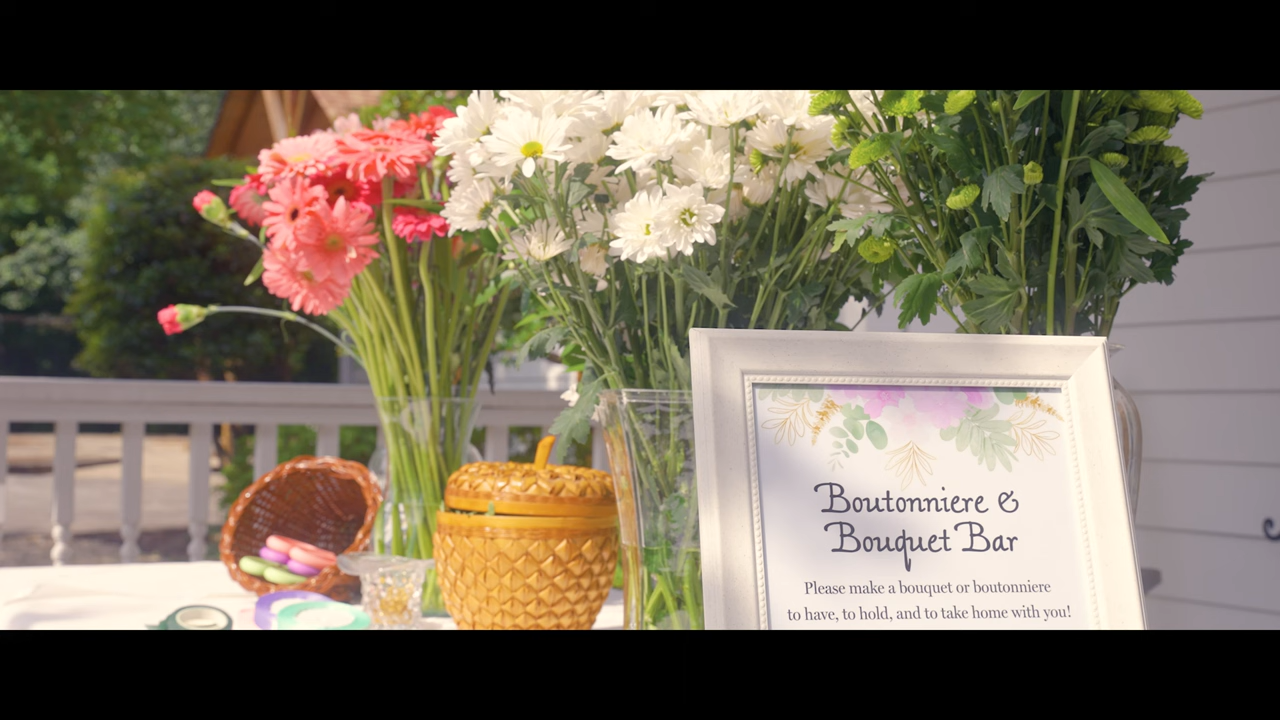 Boutonniere &
Bouquet Bar
Please make a bouquet or boutonniere
to have, to hold, and to take home with you!